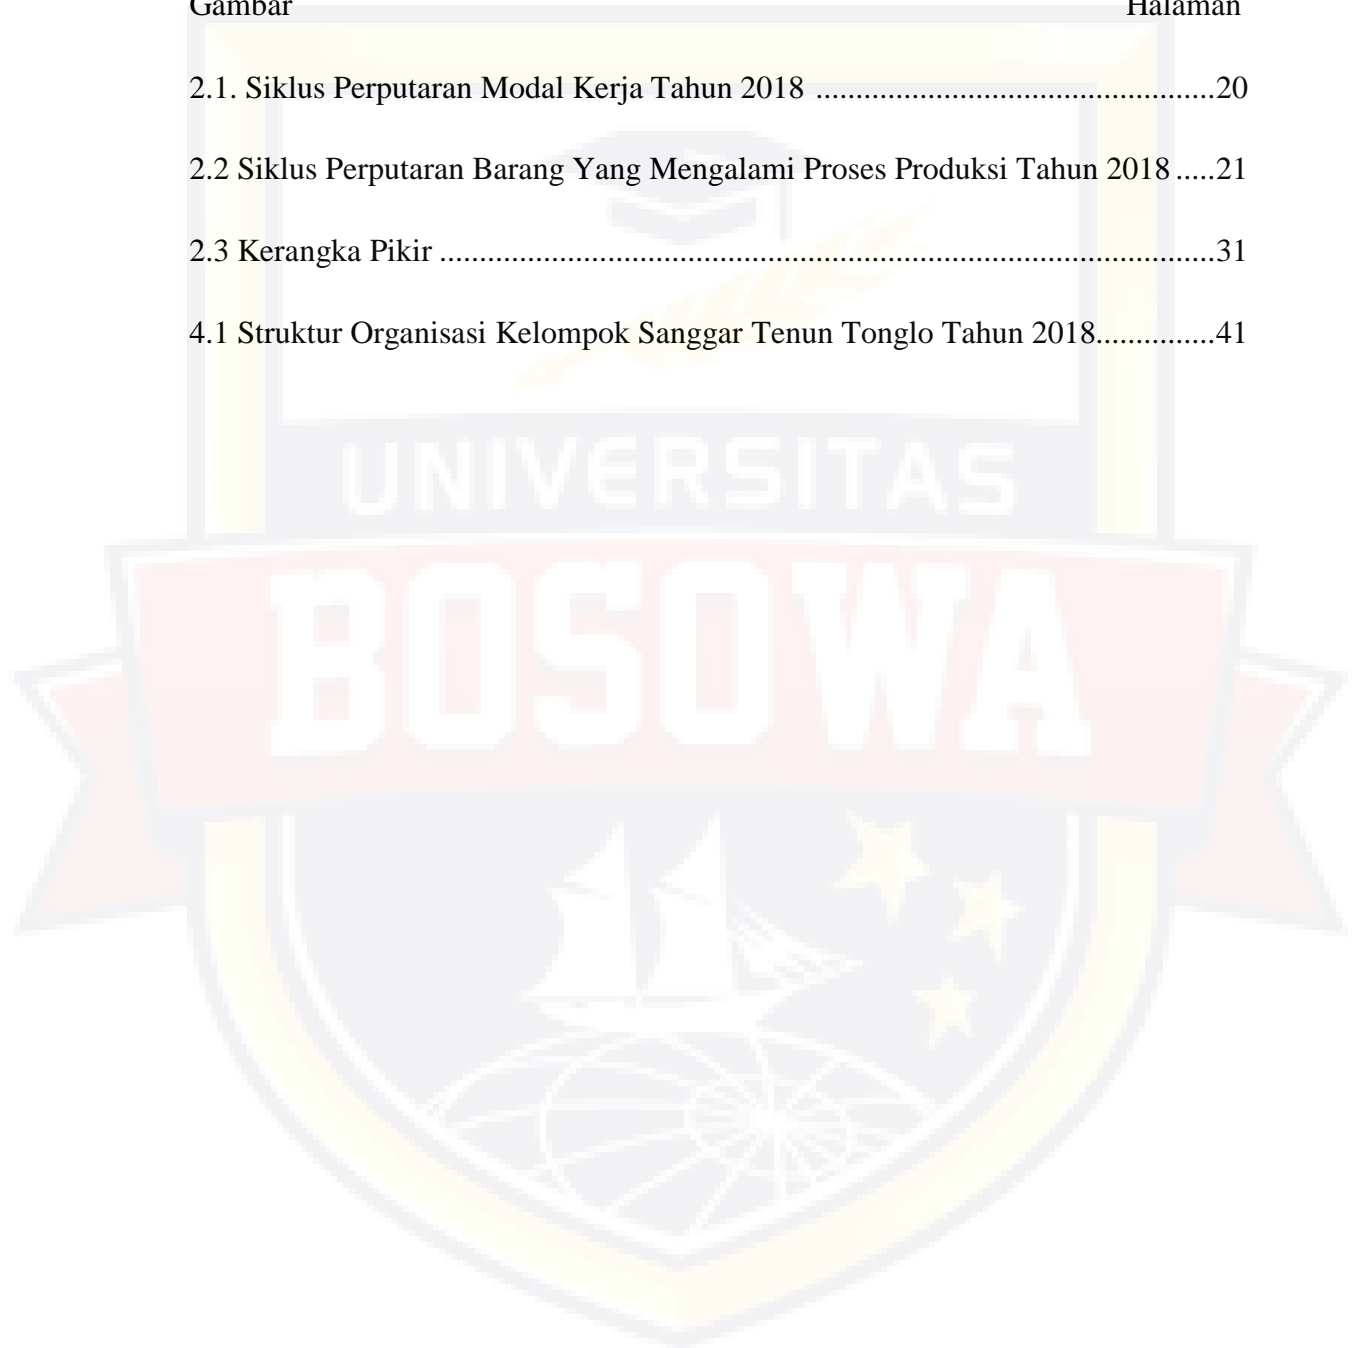 Gambar Halaman
2.1. Siklus Perputaran Modal Kerja Tahun 2018 ..........................................20
2.2 Siklus Perputaran Barang Yang Mengalami Proses Produksi Tahun 2018 .....21
2.3 Kerangka Pikir ...................................................................................31
4.1 Struktur Organisasi Kelompok Sanggar Tenun Tonglo Tahun 2018..............41
UNIVERSITAS
BOSOWA